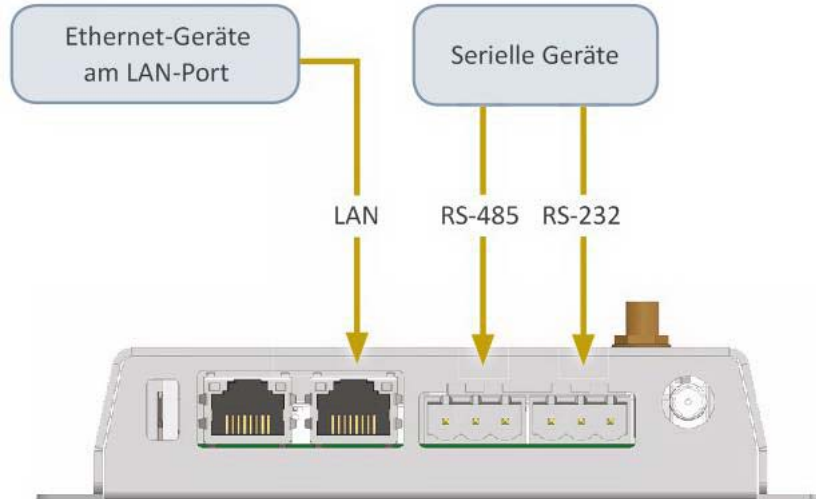 Ethernet-Geräte
am LAN-Port
Serielle Geräte
LAN
RS-485
RS-232